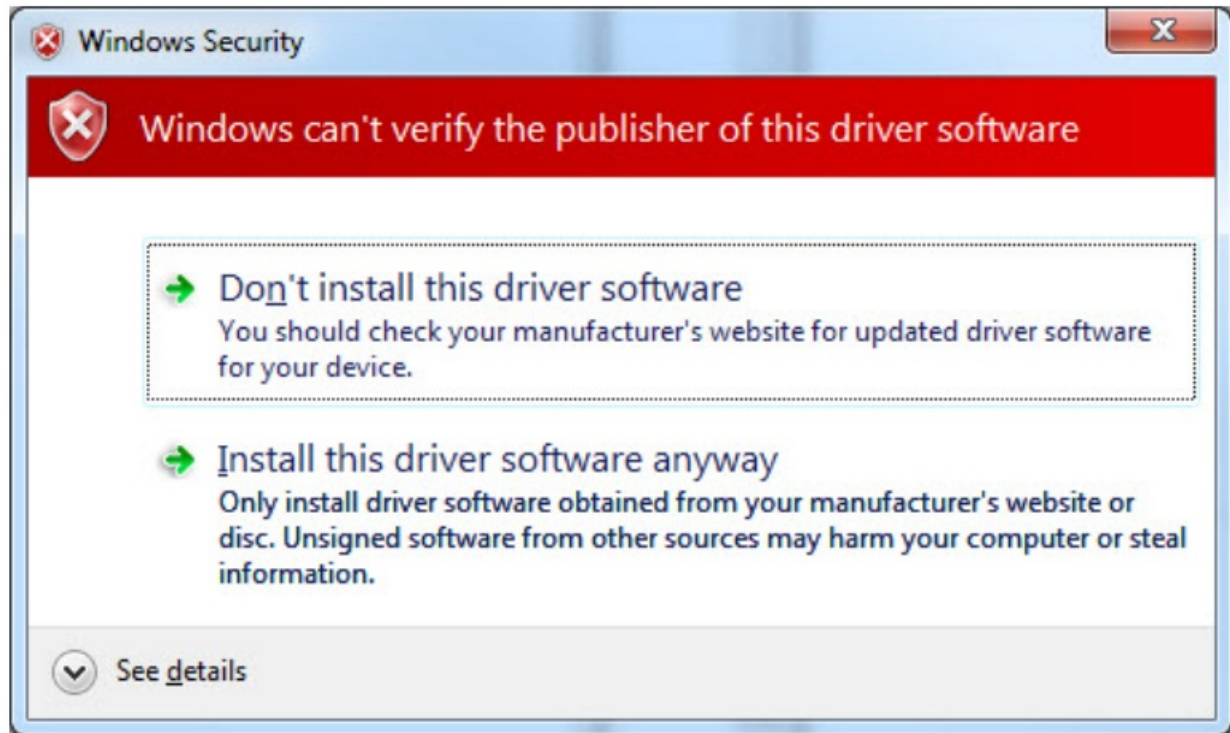 Windows Security
Windows can't verify the publisher of this driver software
Don't install this driver software
You should check your manufacturer's website for updated driver software
for your device.
Install this driver software anyway
Only install driver software obtained from your manufacturer's website or
disc. Unsigned software from other sources may harm your computer or steal
information.
See details